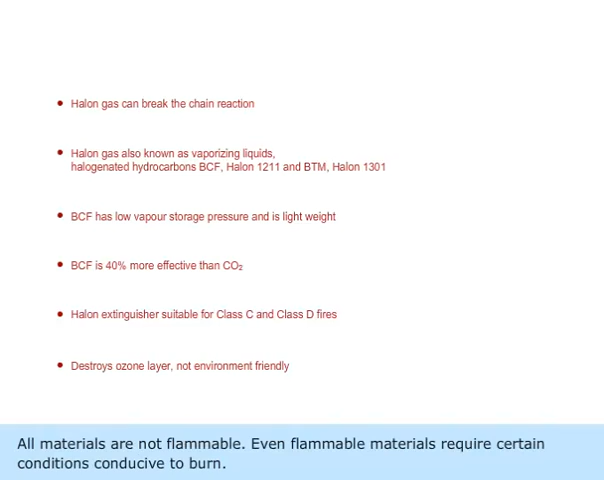 • Halon gas can break the chain reaction
• Halon gas also known as vaporizing liquids,
halogenated hydrocarbons BCF, Halon 1211 and BTM, Halon 1301
• BCF has low vapour storage pressure and is light weight
• BCF is 40% more effective than CO₂
• Halon extinguisher suitable for Class C and Class D fires
• Destroys ozone layer, not environment friendly
All materials are not flammable. Even flammable materials require certain
conditions conducive to burn.